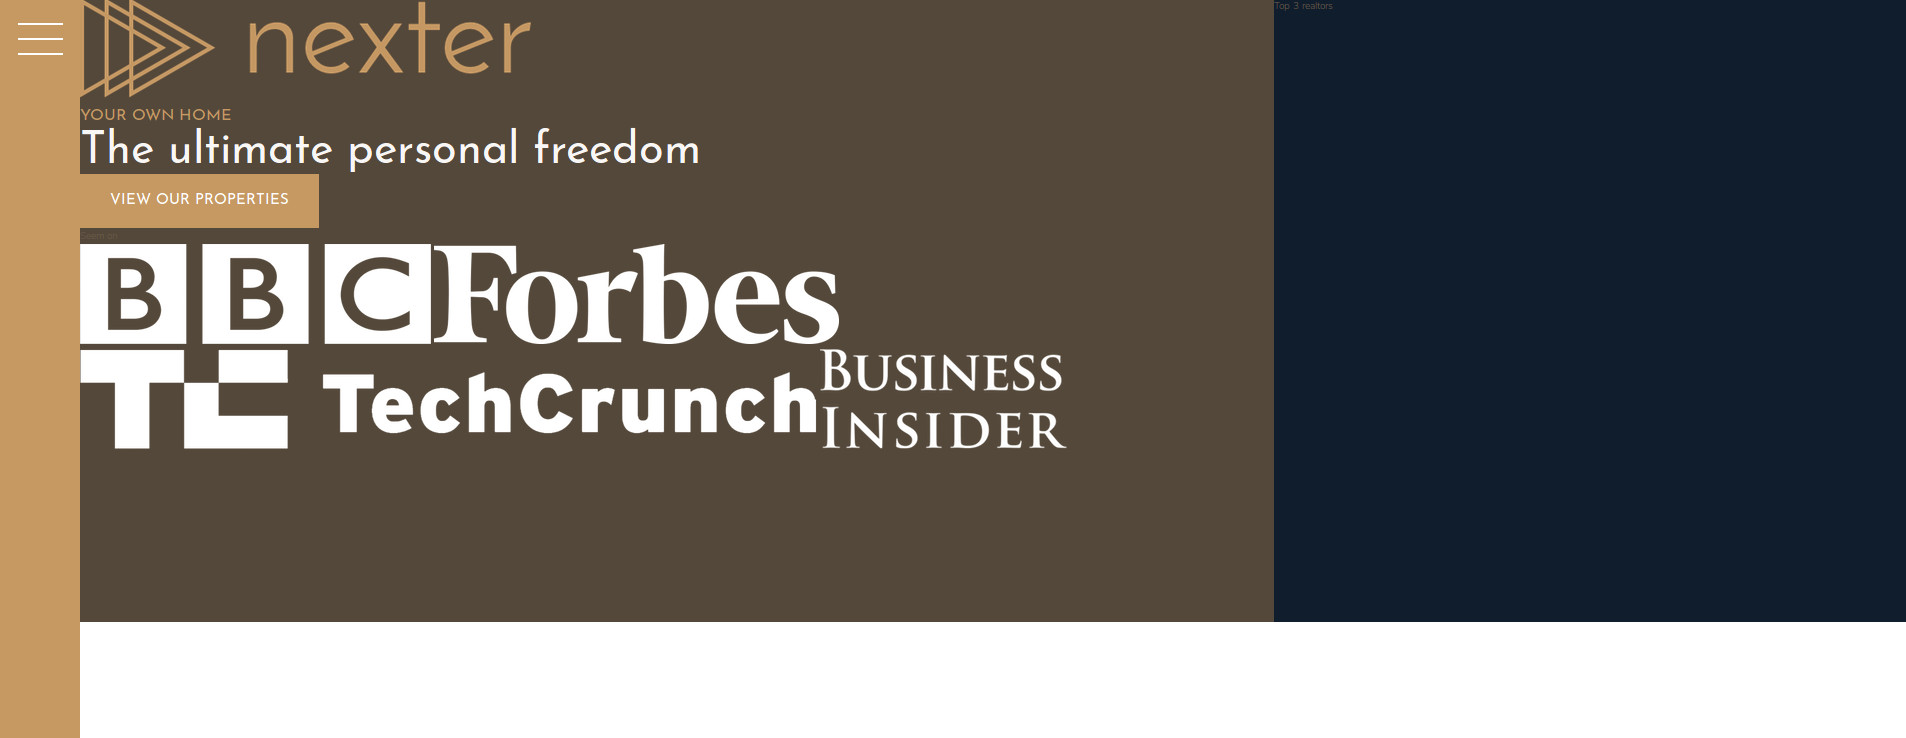 nexter
YOUR OWN HOME
The ultimate personal freedom
VIEW OUR PROPERTIES
Seen on
BBC Forbes
TC TechCrunch BUSINESS INSIDER
Top 3 realtors